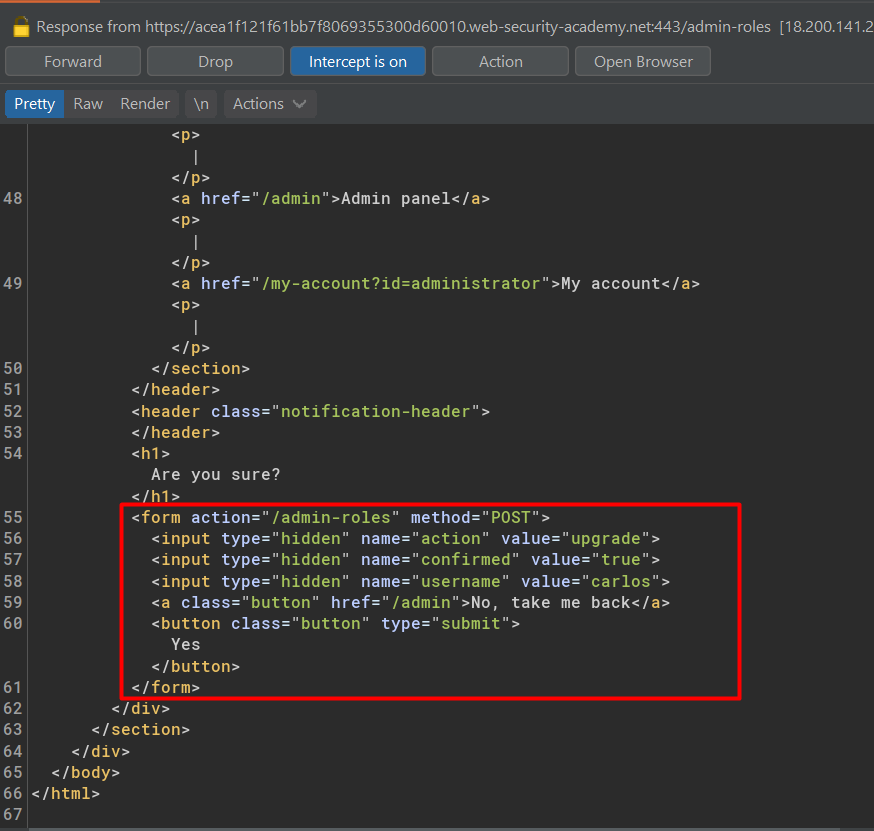 Response from https://acea1f121f61bb7f8069355300d60010.web-security-academy.net:443/admin-roles [18.200.141.2
Forward Drop Intercept is on Action Open Browser
Pretty Raw Render \n Actions
<p>
|
</p>
48 <a href="/admin">Admin panel</a>
<p>
|
</p>
49 <a href="/my-account?id=administrator">My account</a>
<p>
|
</p>
50 </section>
51 </header>
52 <header class="notification-header">
53 </header>
54 <h1>
Are you sure?
</h1>
55 <form action="/admin-roles" method="POST">
56 <input type="hidden" name="action" value="upgrade">
57 <input type="hidden" name="confirmed" value="true">
58 <input type="hidden" name="username" value="carlos">
59 <a class="button" href="/admin">No, take me back</a>
60 <button class="button" type="submit">
Yes
</button>
61 </form>
62 </div>
63 </section>
64 </div>
65 </body>
66 </html>
67